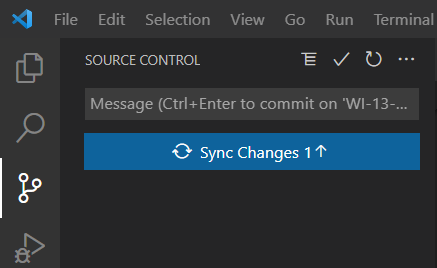 File Edit Selection View Go Run Terminal
SOURCE CONTROL
Message (Ctrl+Enter to commit on 'WI-13-...
Sync Changes 1↑